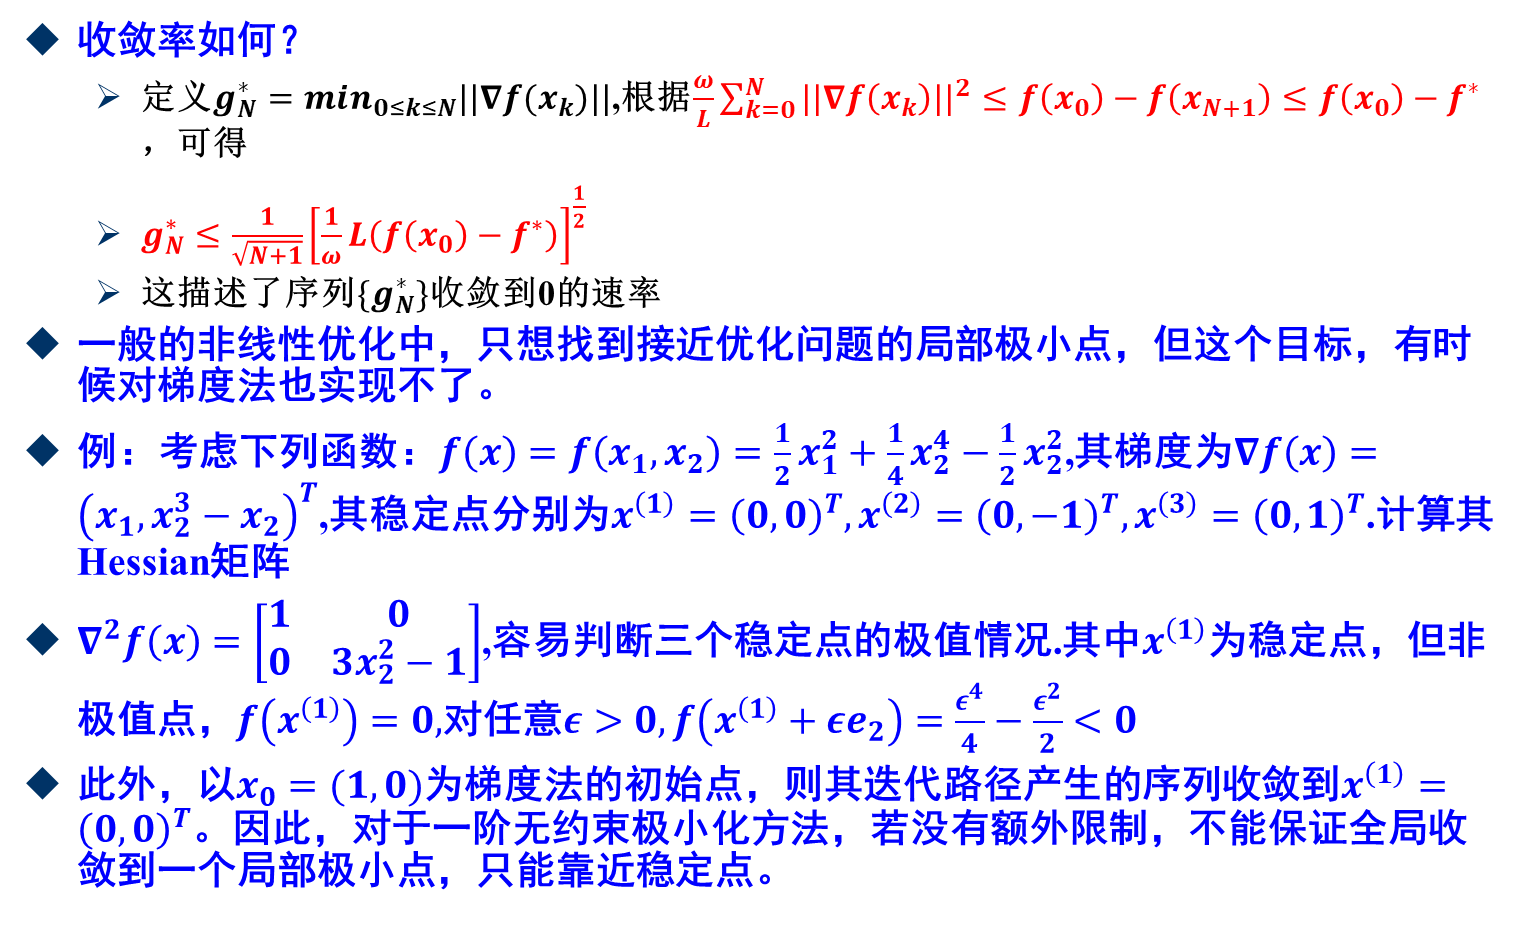 ◆ 收敛率如何？
➢ 定义𝒈*_N = 𝒎𝒊𝒏_{0≤k≤N}||∇f(x_k)||,根据ω/L ∑_{k=0}^{N}||∇f(x_k)||² ≤ f(x_0) − f(x_{N+1}) ≤ f(x_0) − f*
，可得
➢ g*_N ≤ 1/√(N+1) [1/ω L(f(x_0) − f*)]^{1/2}
➢ 这描述了序列{g*_N}收敛到0的速率
◆ 一般的非线性优化中，只想找到接近优化问题的局部极小点，但这个目标，有时
候对梯度法也实现不了。
◆ 例：考虑下列函数：f(x) = f(x_1, x_2) = 1/2 x_1^2 + 1/4 x_2^4 − 1/2 x_2^2,其梯度为∇f(x) =
(x_1, x_2^3 − x_2)^T,其稳定点分别为x^{(1)} = (0, 0)^T, x^{(2)} = (0, −1)^T, x^{(3)} = (0, 1)^T.计算其
Hessian矩阵
◆ ∇²f(x) = [1 0; 0 3x_2^2 − 1],容易判断三个稳定点的极值情况.其中x^{(1)}为稳定点，但非
极值点，f(x^{(1)}) = 0,对任意ϵ > 0, f(x^{(1)} + ϵe_2) = ϵ^4/4 − ϵ^2/2 < 0
◆ 此外，以x_0 = (1, 0)为梯度法的初始点，则其迭代路径产生的序列收敛到x^{(1)} =
(0, 0)^T。因此，对于一阶无约束极小化方法，若没有额外限制，不能保证全局收
敛到一个局部极小点，只能靠近稳定点。